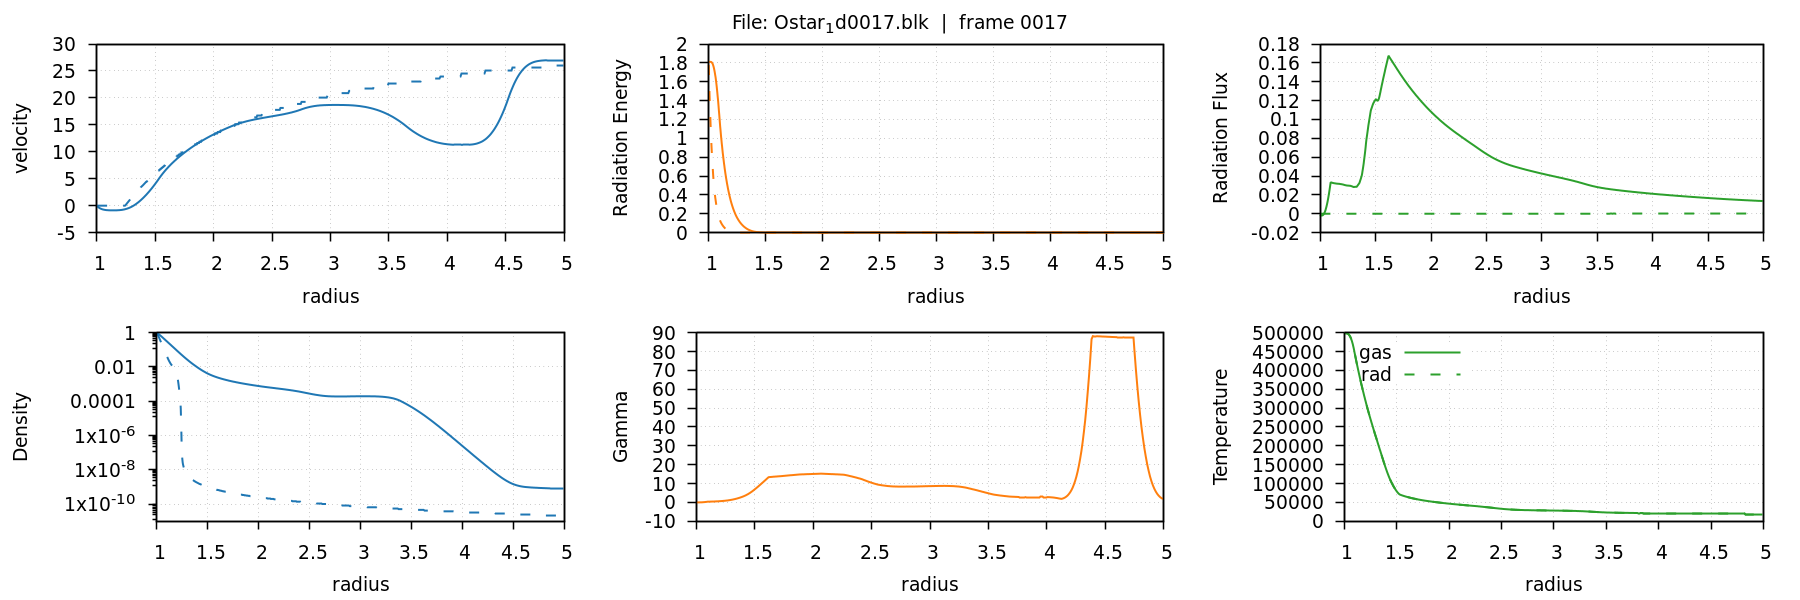 File: Ostar₁d0017.blk | frame 0017
velocity
30
25
20
15
10
5
0
-5
1 1.5 2 2.5 3 3.5 4 4.5 5
radius
Radiation Energy
2
1.8
1.6
1.4
1.2
1
0.8
0.6
0.4
0.2
0
1 1.5 2 2.5 3 3.5 4 4.5 5
radius
Radiation Flux
0.18
0.16
0.14
0.12
0.1
0.08
0.06
0.04
0.02
0
-0.02
1 1.5 2 2.5 3 3.5 4 4.5 5
radius
Density
1
0.01
0.0001
1x10⁻⁶
1x10⁻⁸
1x10⁻¹⁰
1 1.5 2 2.5 3 3.5 4 4.5 5
radius
Gamma
90
80
70
60
50
40
30
20
10
0
-10
1 1.5 2 2.5 3 3.5 4 4.5 5
radius
Temperature
500000
450000
400000
350000
300000
250000
200000
150000
100000
50000
0
gas
rad
1 1.5 2 2.5 3 3.5 4 4.5 5
radius